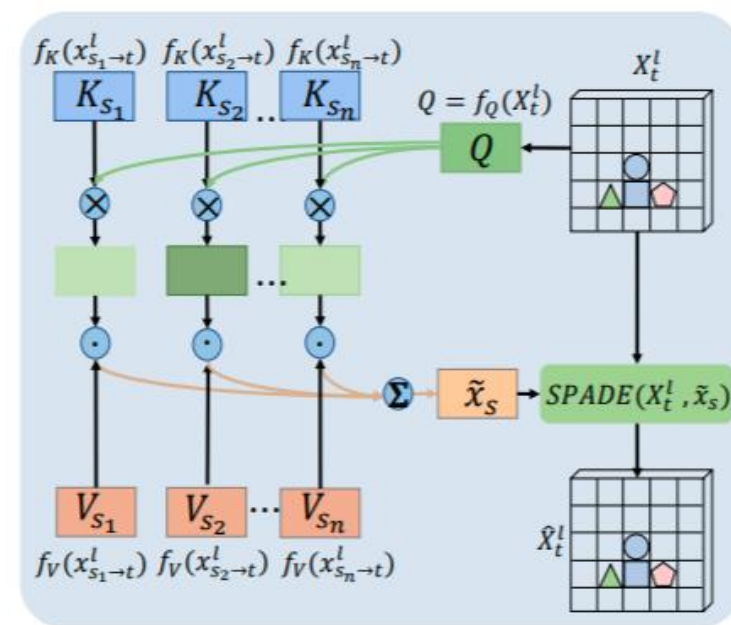 f_K(x^l_{s_1→t}) f_K(x^l_{s_2→t}) f_K(x^l_{s_n→t}) X^l_t
K_{s_1} K_{s_2} ... K_{s_n} Q = f_Q(X^l_t)
Q
× × ×
...
· · ·
Σ x̃_s SPADE(X^l_t, x̃_s)
V_{s_1} V_{s_2} ... V_{s_n} X̂^l_t
f_V(x^l_{s_1→t}) f_V(x^l_{s_2→t}) f_V(x^l_{s_n→t})